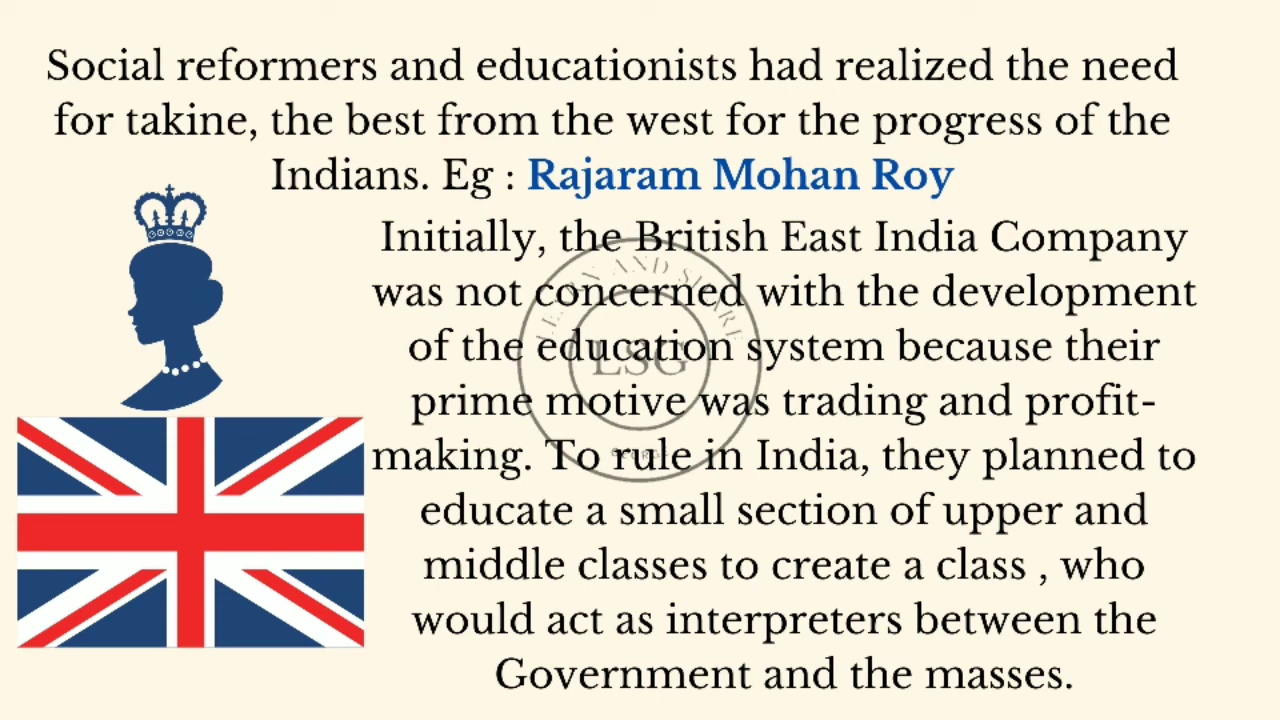 Social reformers and educationists had realized the need
for takine, the best from the west for the progress of the
Indians. Eg : Rajaram Mohan Roy
Initially, the British East India Company
was not concerned with the development
of the education system because their
prime motive was trading and profit-
making. To rule in India, they planned to
educate a small section of upper and
middle classes to create a class , who
would act as interpreters between the
Government and the masses.
LEARN AND SHARE
LSG